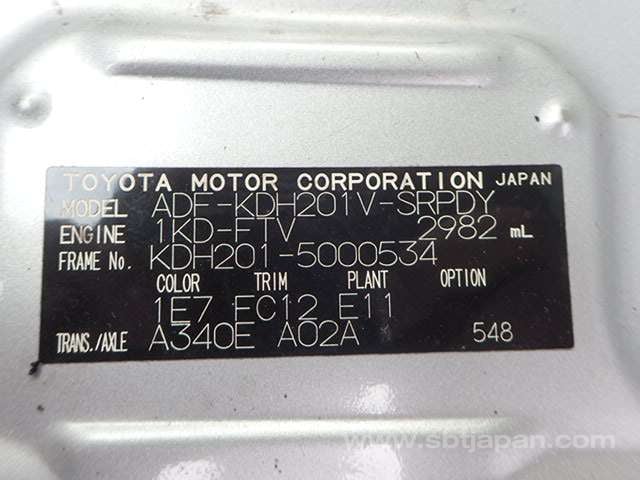 TOYOTA MOTOR CORPORATION JAPAN
MODEL ADF-KDH201V-SRPDY
ENGINE 1KD-FTV 2982 mL
FRAME No. KDH201-5000534
COLOR TRIM PLANT OPTION
1E7 FC12 E11
TRANS./AXLE A340E A02A 548
www.sbtjapan.com